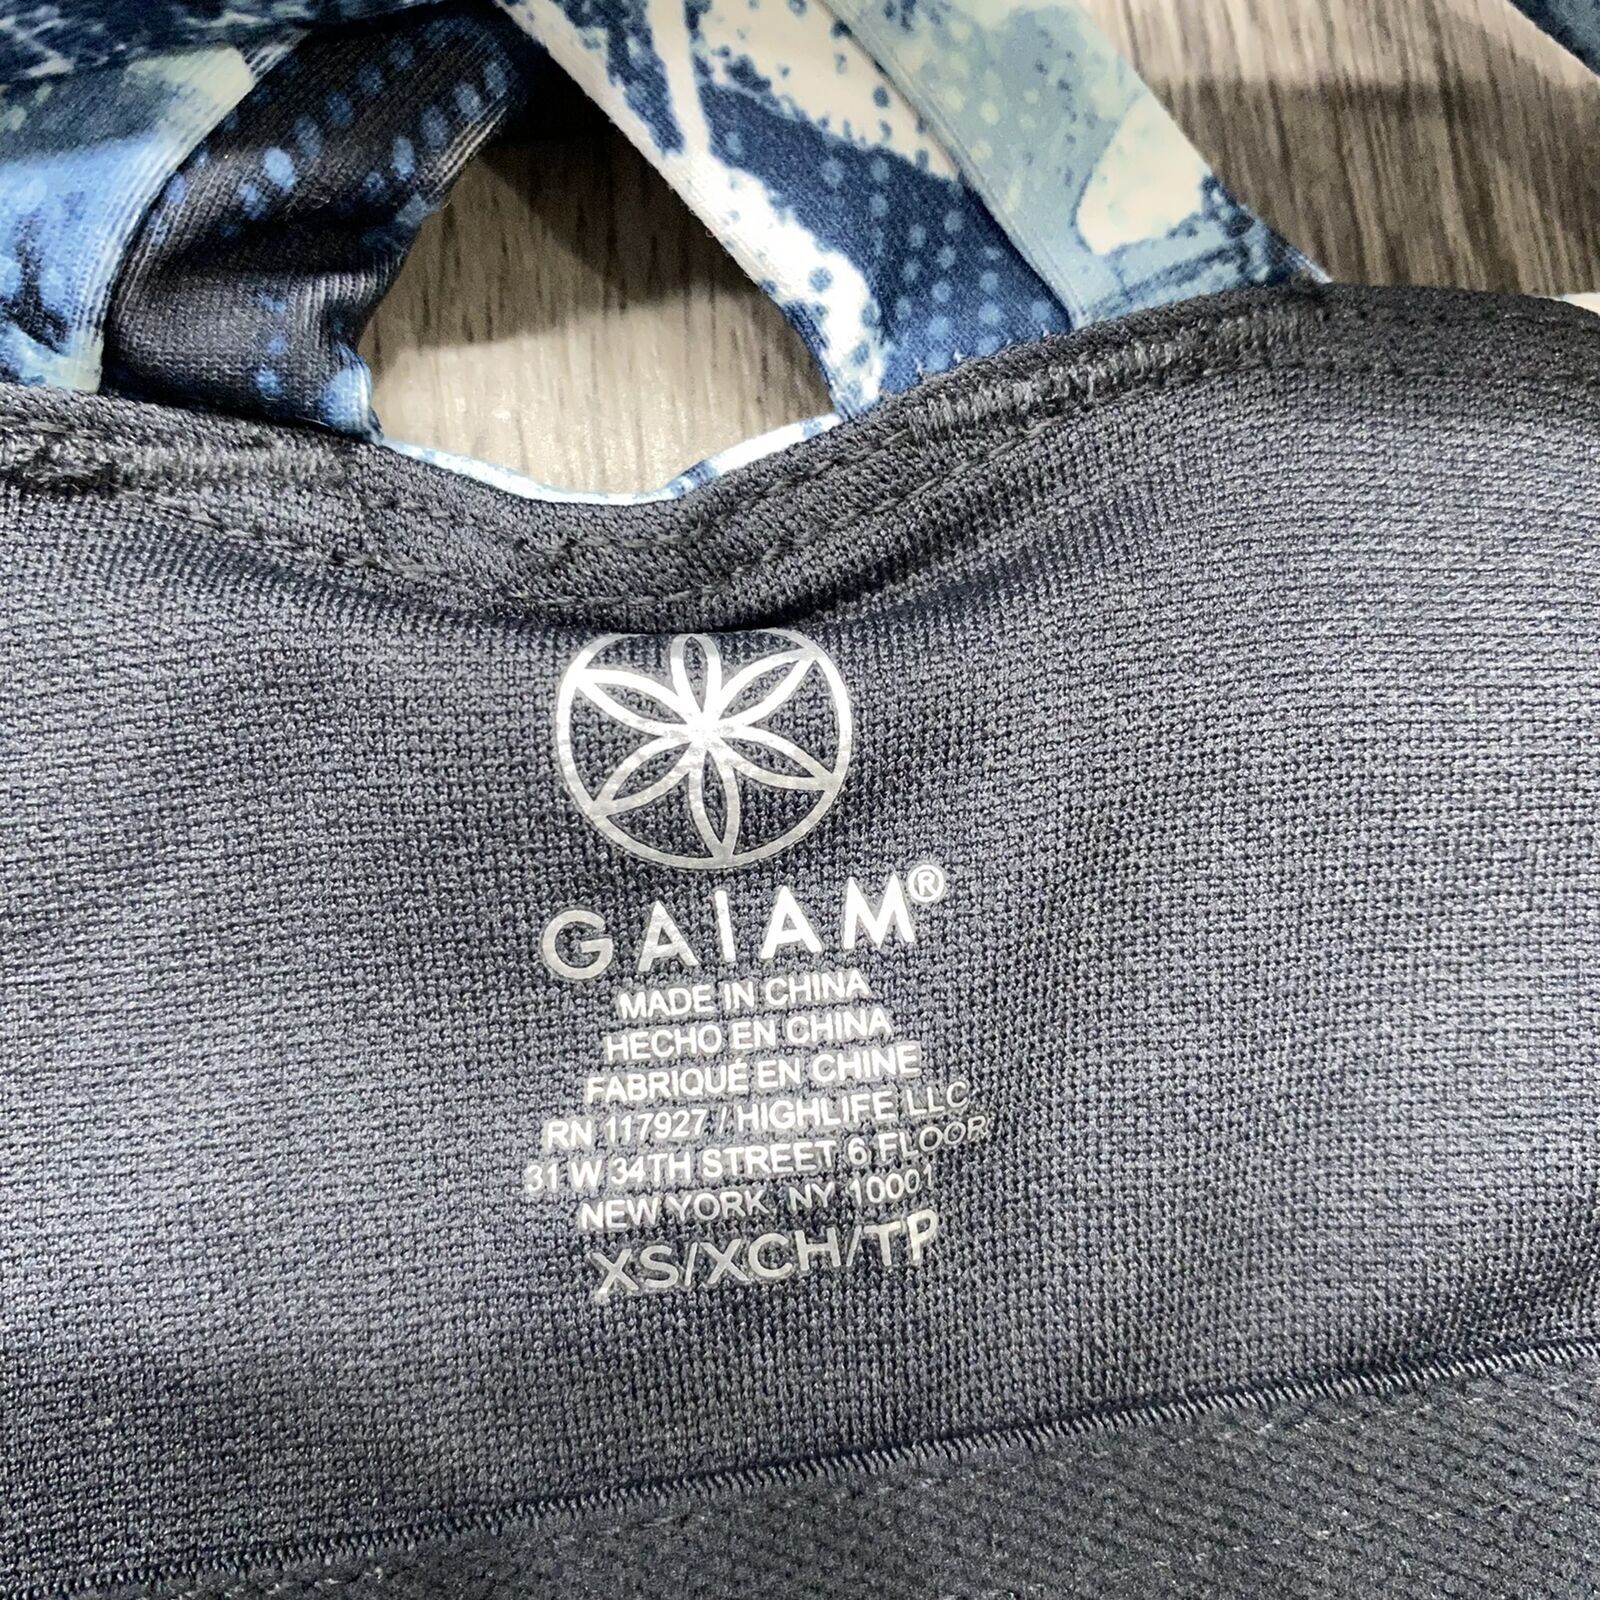 GAIAM®
MADE IN CHINA
HECHO EN CHINA
FABRIQUÉ EN CHINE
RN 117927 / HIGHLIFE LLC
31 W 34TH STREET 6 FLOOR
NEW YORK, NY 10001
XS/XCH/TP